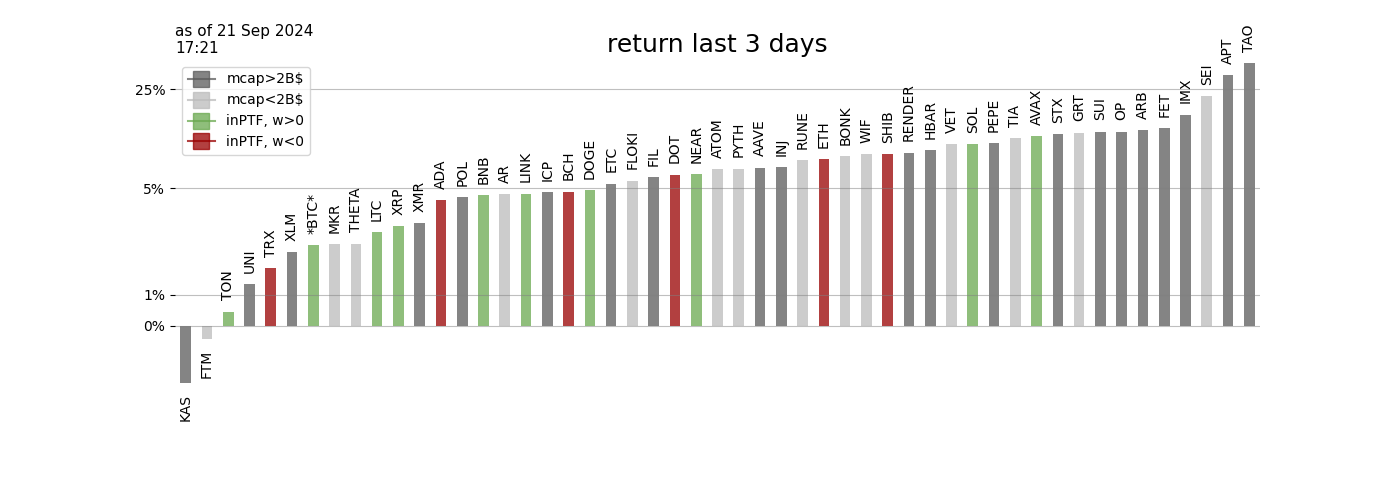 as of 21 Sep 2024
17:21
return last 3 days
mcap>2B$
mcap<2B$
inPTF, w>0
inPTF, w<0
25%
5%
1%
0%
KAS
FTM
TON
UNI
TRX
XLM
*BTC*
MKR
THETA
LTC
XRP
XMR
ADA
POL
BNB
AR
LINK
ICP
BCH
DOGE
ETC
FLOKI
FIL
DOT
NEAR
ATOM
PYTH
AAVE
INJ
RUNE
ETH
BONK
WIF
SHIB
RENDER
HBAR
VET
SOL
PEPE
TIA
AVAX
STX
GRT
SUI
OP
ARB
FET
IMX
SEI
APT
TAO